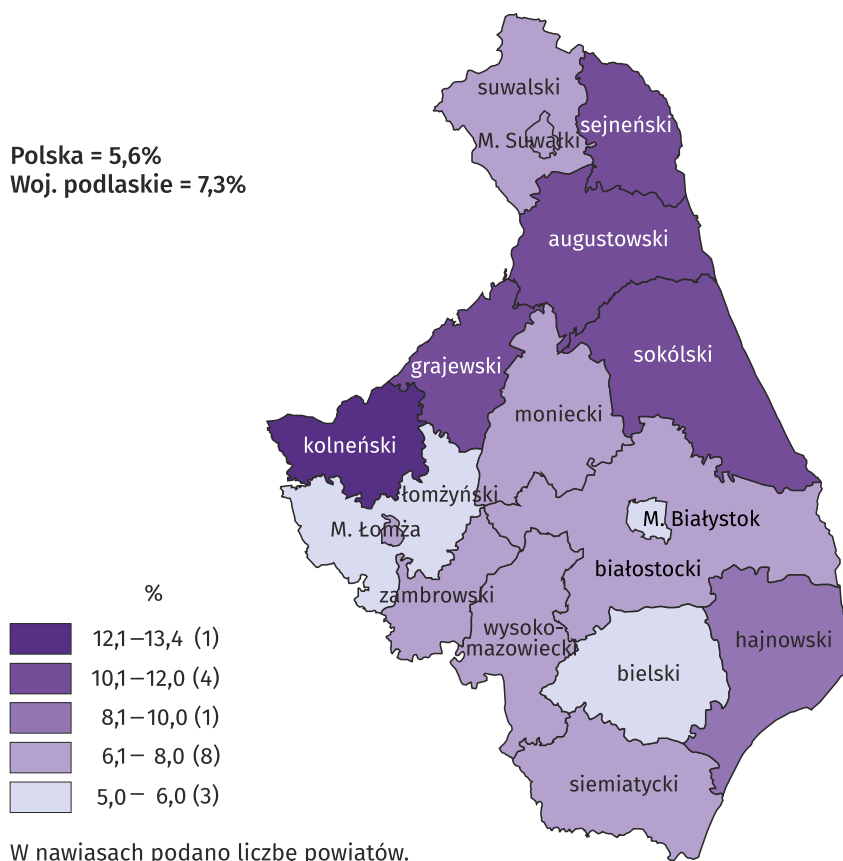 suwalski
M. Suwałki
sejneński
Polska = 5,6%
Woj. podlaskie = 7,3%
augustowski
grajewski
sokólski
moniecki
kolneński
łomżyński
M. Łomża
M. Białystok
białostocki
zambrowski
wysoko-
mazowiecki
hajnowski
bielski
siemiatycki
%
12,1–13,4 (1)
10,1–12,0 (4)
8,1–10,0 (1)
6,1– 8,0 (8)
5,0– 6,0 (3)
W nawiasach podano liczbę powiatów.